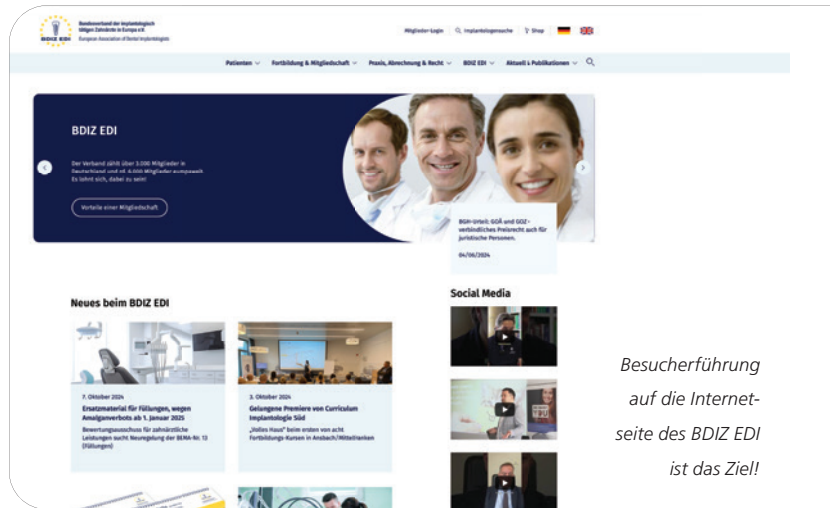 Bundesverband der implantologisch
tätigen Zahnärzte in Europa e.V.
European Association of Dental Implantologists
BDIZ EDI
Mitglieder-Login
Implantologensuche
Shop
Patienten
Fortbildung & Mitgliedschaft
Praxis, Abrechnung & Recht
BDIZ EDI
Aktuell & Publikationen
BDIZ EDI
Der Verband zählt über 3.000 Mitglieder in
Deutschland und rd. 6.000 Mitglieder europaweit
Es lohnt sich, dabei zu sein!
Vorteile einer Mitgliedschaft
BGH-Urteil: GOÄ und GOZ -
verbindliches Preisrecht auch für
juristische Personen.
04/06/2024
Neues beim BDIZ EDI
7. Oktober 2024
Ersatzmaterial für Füllungen, wegen
Amalganverbots ab 1. Januar 2025
Bewertungsausschuss für zahnärztliche
Leistungen sucht Neuregelung der BEMA-Nr. 13
(Füllungen)
3. Oktober 2024
Gelungene Premiere von Curriculum
Implantologie Süd
„Volles Haus" beim ersten von acht
Fortbildungs-Kursen in Ansbach/Mittelfranken
Social Media
Besucherführung
auf die Internet-
seite des BDIZ EDI
ist das Ziel!